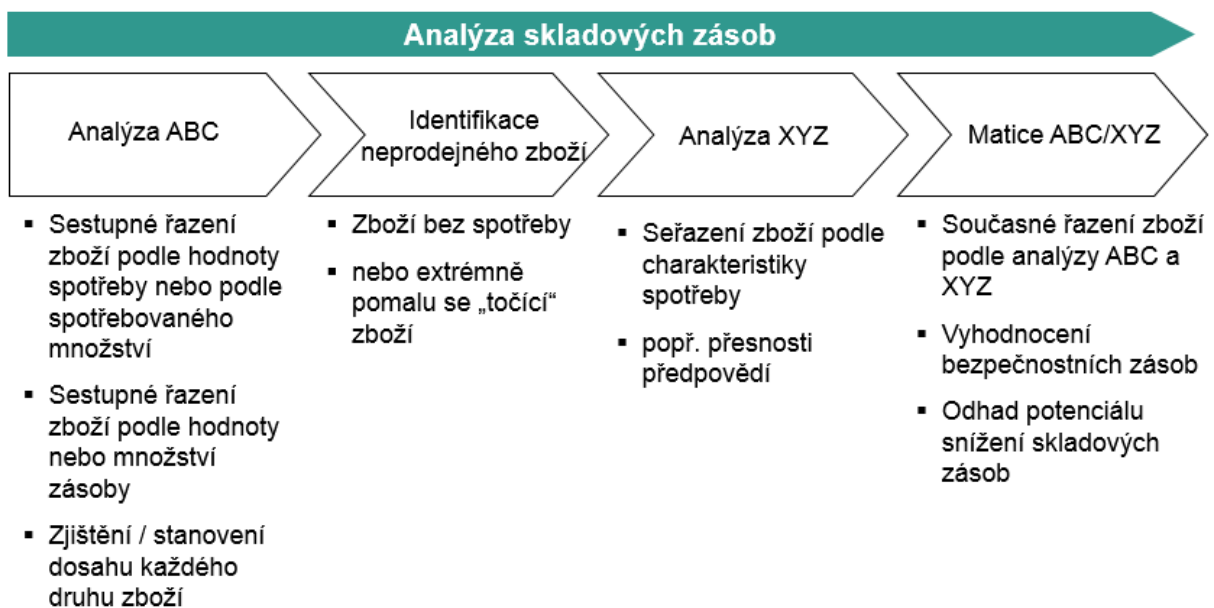 Analýza skladových zásob
Analýza ABC
Identifikace
neprodejného zboží
Analýza XYZ
Matice ABC/XYZ
▪ Sestupné řazení
zboží podle hodnoty
spotřeby nebo podle
spotřebovaného
množství
▪ Sestupné řazení
zboží podle hodnoty
nebo množství
zásoby
▪ Zjištění / stanovení
dosahu každého
druhu zboží
▪ Zboží bez spotřeby
▪ nebo extrémně
pomalu se „točící“
zboží
▪ Seřazení zboží podle
charakteristiky
spotřeby
▪ popř. přesnosti
předpovědí
▪ Současné řazení zboží
podle analýzy ABC a
XYZ
▪ Vyhodnocení
bezpečnostních zásob
▪ Odhad potenciálu
snížení skladových
zásob